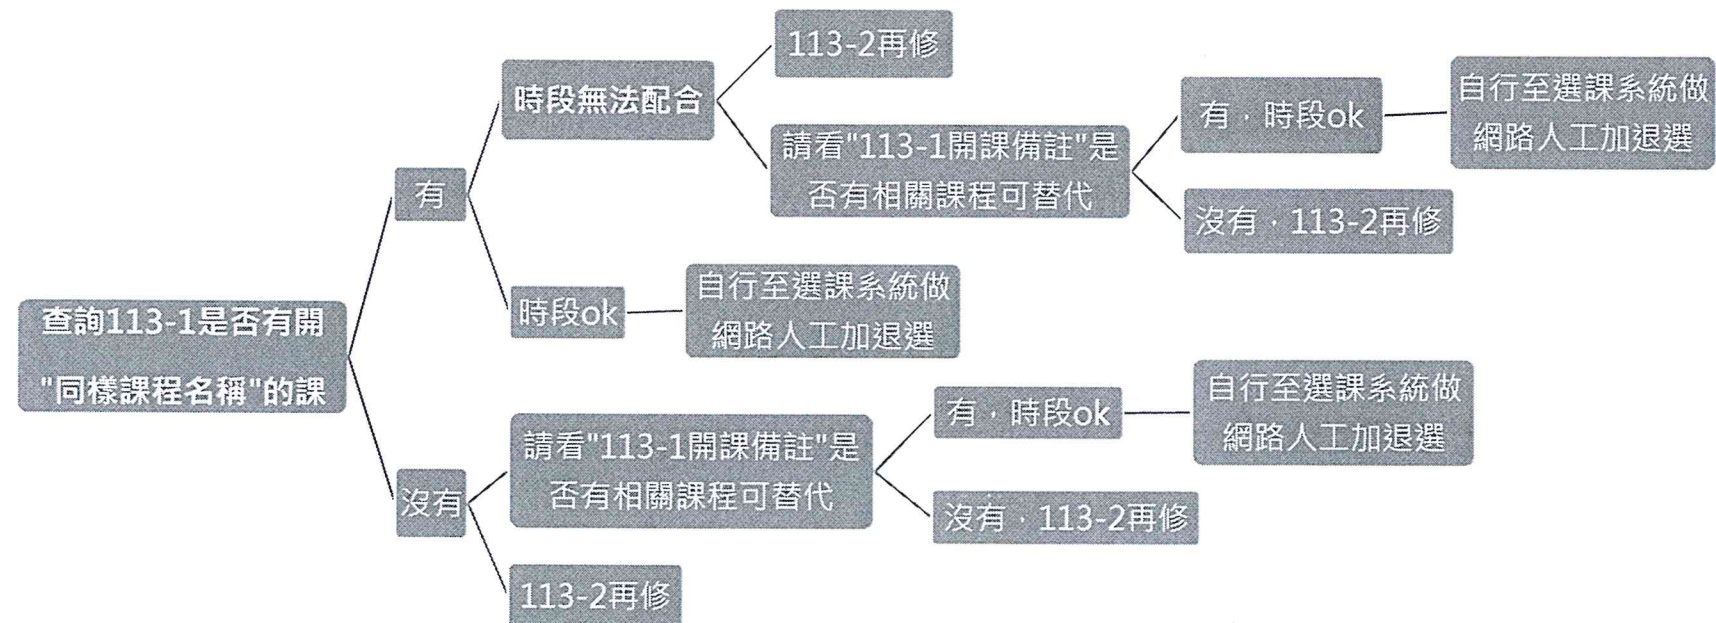 查詢113-1是否有開
"同樣課程名稱"的課
有
時段無法配合
113-2再修
請看"113-1開課備註"是
否有相關課程可替代
有，時段ok
自行至選課系統做
網路人工加退選
沒有，113-2再修
時段ok
自行至選課系統做
網路人工加退選
沒有
請看"113-1開課備註"是
否有相關課程可替代
有，時段ok
自行至選課系統做
網路人工加退選
沒有，113-2再修
113-2再修